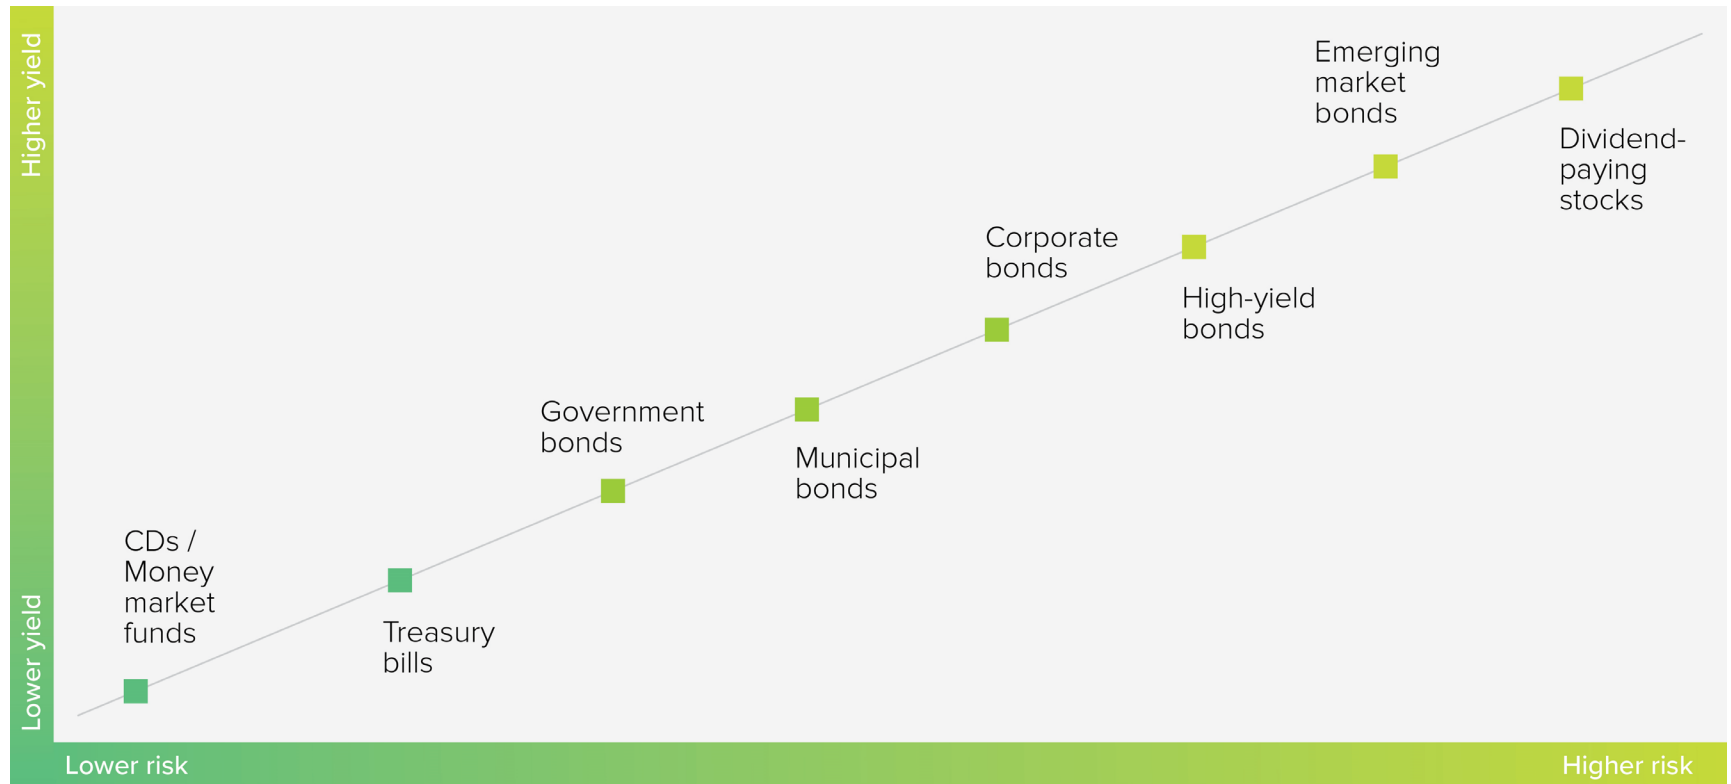 Higher yield
Lower yield
CDs /
Money
market
funds
Treasury
bills
Government
bonds
Municipal
bonds
Corporate
bonds
High-yield
bonds
Emerging
market
bonds
Dividend-
paying
stocks
Lower risk
Higher risk